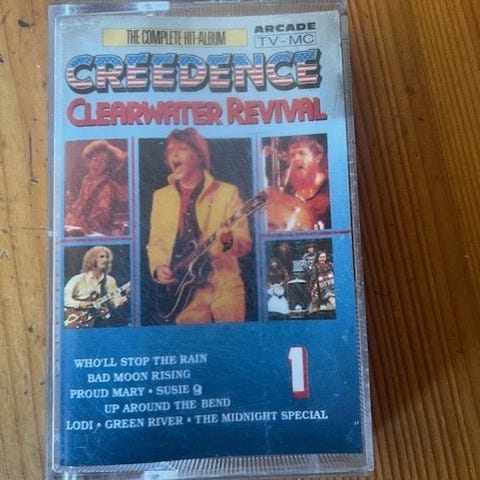 THE COMPLETE HIT-ALBUM
ARCADE
TV-MC
CREEDENCE
CLEARWATER REVIVAL
WHO'LL STOP THE RAIN
BAD MOON RISING
PROUD MARY • SUSIE Q
UP AROUND THE BEND
LODI • GREEN RIVER • THE MIDNIGHT SPECIAL
1